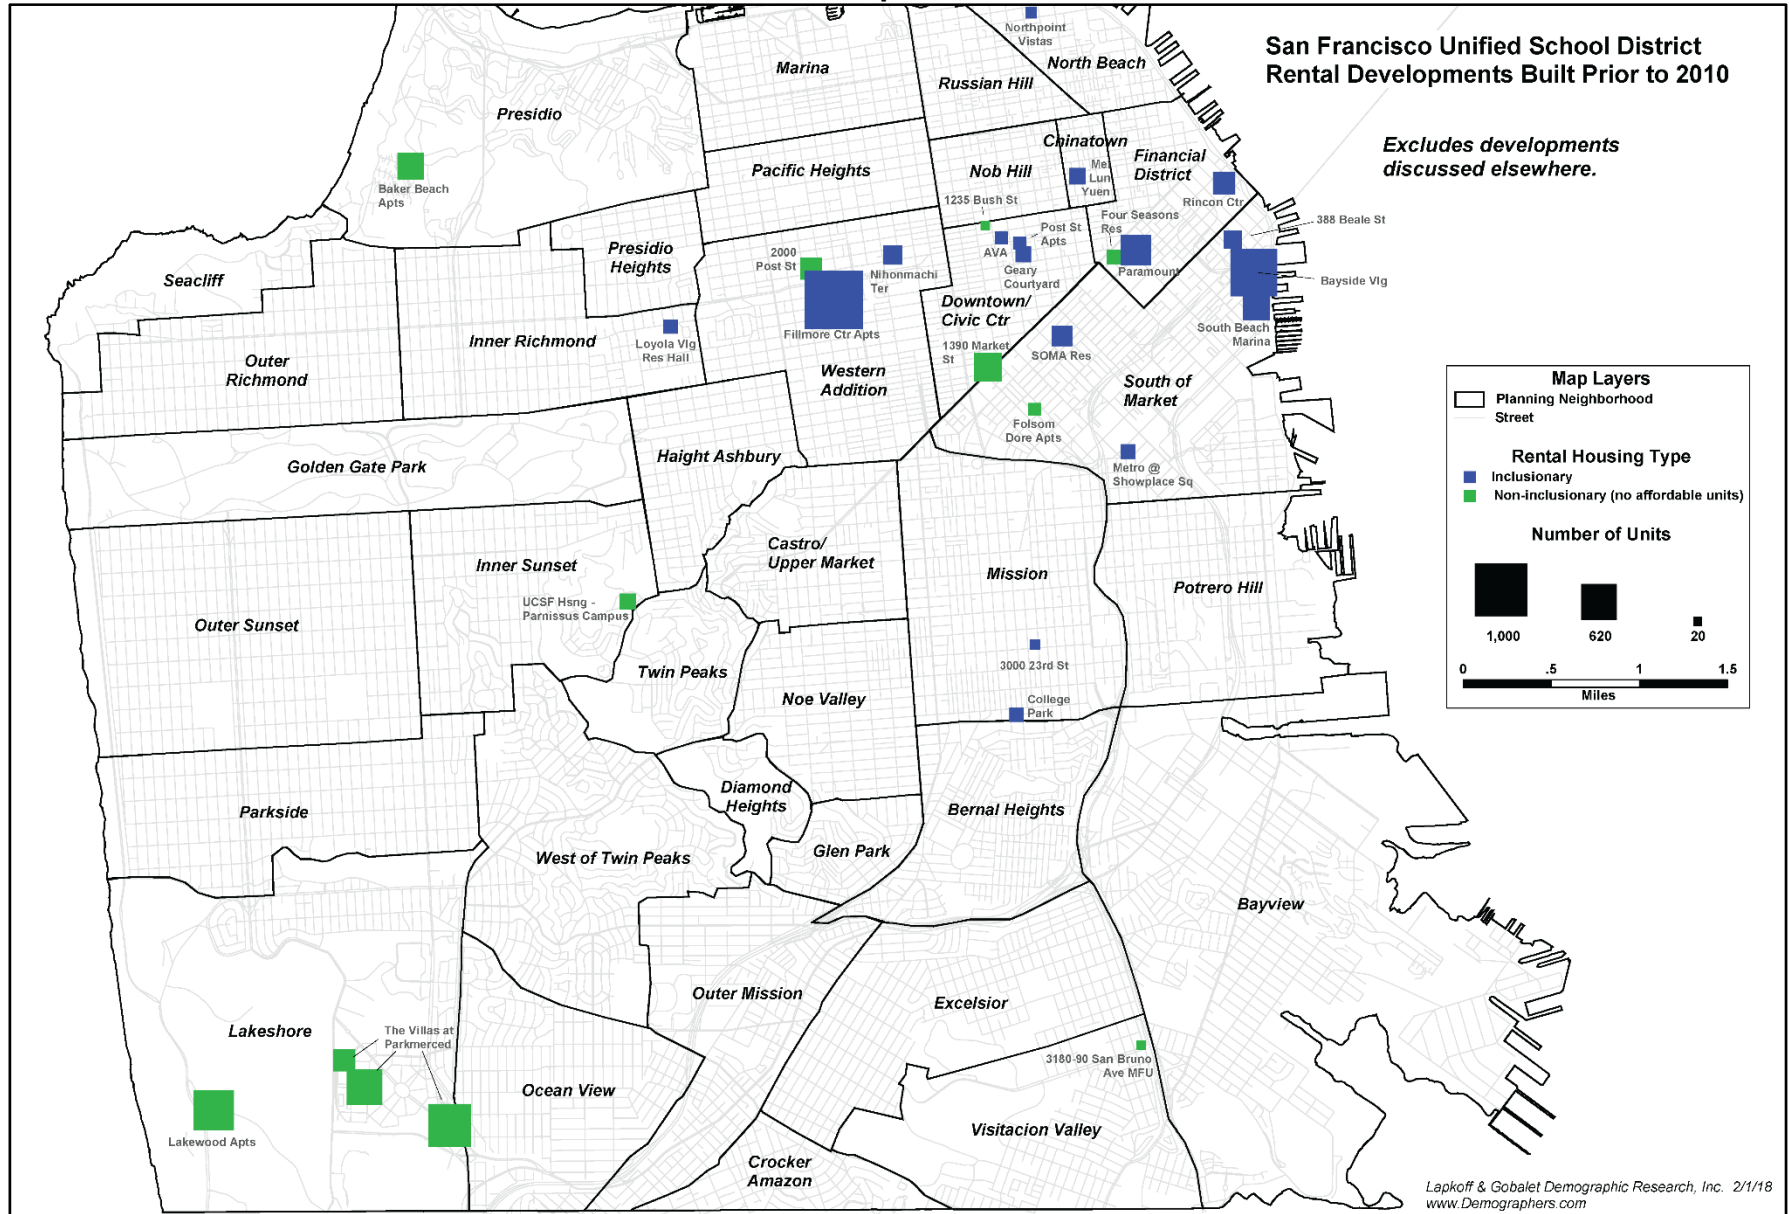 San Francisco Unified School District
Rental Developments Built Prior to 2010
Excludes developments
discussed elsewhere.
Northpoint
Vistas
North Beach
Marina
Russian Hill
Presidio
Chinatown
Pacific Heights
Nob Hill
Mei
Lun
Yuen
Financial
District
Baker Beach
Apts
Rincon Ctr
1235 Bush St
Four Seasons
Res
388 Beale St
Post St
Apts
AVA
Presidio
Heights
2000
Post St
Nihonmachi
Ter
Geary
Courtyard
Paramount
Seacliff
Bayside Vlg
Downtown/
Civic Ctr
South Beach
Marina
Fillmore Ctr Apts
Inner Richmond
Loyola Vlg
Res Hall
1390 Market
St
SOMA Res
Outer
Richmond
Western
Addition
South of
Market
Folsom
Dore Apts
Golden Gate Park
Haight Ashbury
Metro @
Showplace Sq
Map Layers
Planning Neighborhood
Street
Rental Housing Type
Inclusionary
Non-inclusionary (no affordable units)
Number of Units
1,000
620
20
0
.5
1
1.5
Miles
Castro/
Upper Market
Inner Sunset
Mission
Potrero Hill
UCSF Hsng -
Parnissus Campus
Outer Sunset
Twin Peaks
3000 23rd St
Noe Valley
College
Park
Diamond
Heights
Parkside
Bernal Heights
West of Twin Peaks
Glen Park
Bayview
Outer Mission
Excelsior
Lakeshore
The Villas at
Parkmerced
3180-90 San Bruno
Ave MFU
Ocean View
Lakewood Apts
Visitacion Valley
Crocker
Amazon
Lapkoff & Gobalet Demographic Research, Inc. 2/1/18
www.Demographers.com